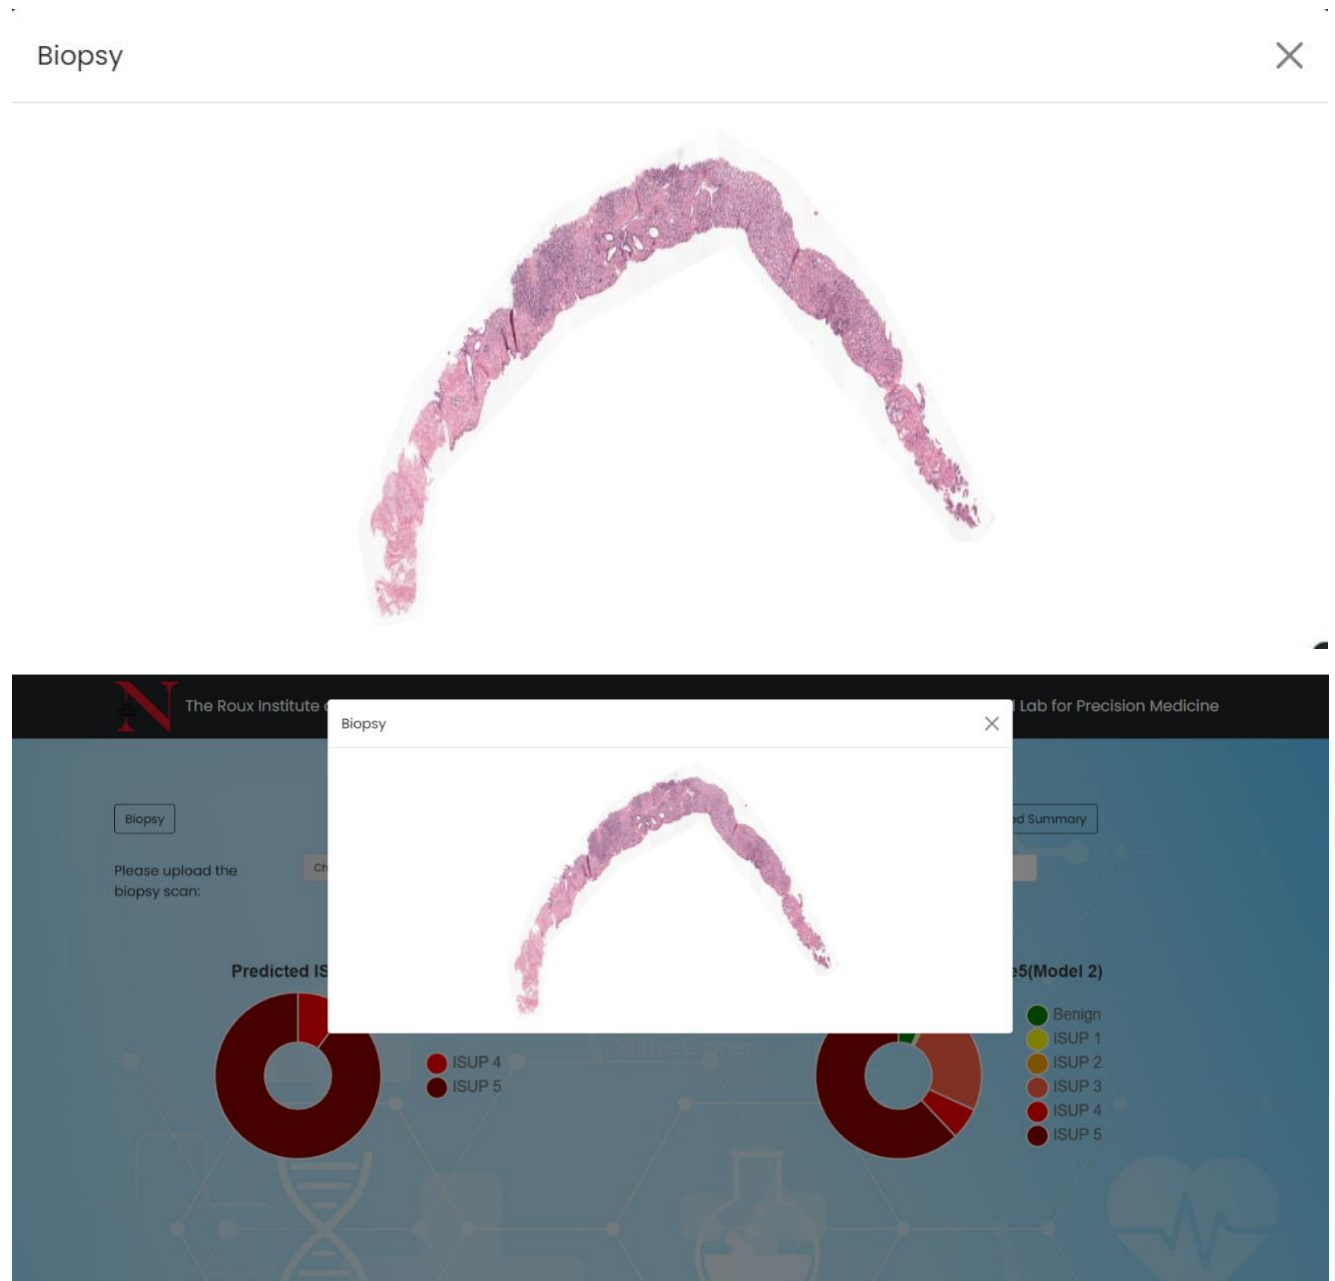 Biopsy
The Roux Institute
Biopsy
Lab for Precision Medicine
Biopsy
Summary
Please upload the
biopsy scan:
Predicted IS
e5(Model 2)
Benign
ISUP 1
ISUP 2
ISUP 3
ISUP 4
ISUP 5
ISUP 4
ISUP 5